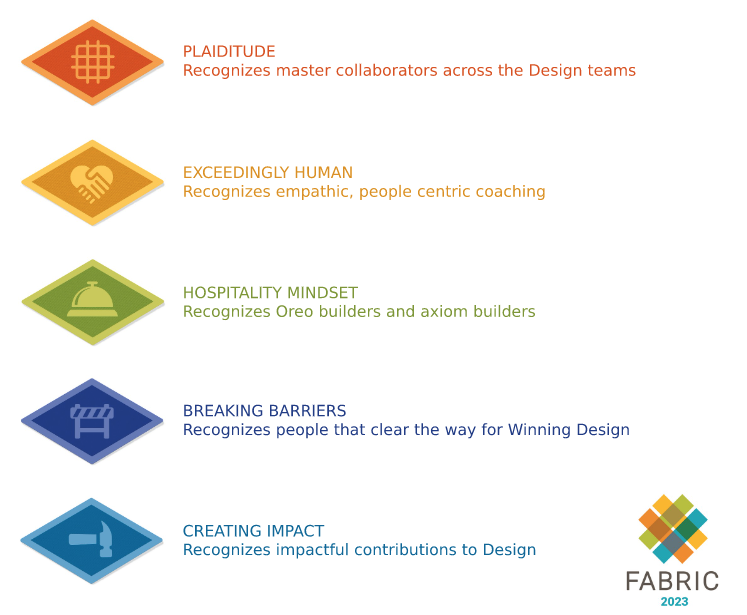 PLAIDITUDE
Recognizes master collaborators across the Design teams
EXCEEDINGLY HUMAN
Recognizes empathic, people centric coaching
HOSPITALITY MINDSET
Recognizes Oreo builders and axiom builders
BREAKING BARRIERS
Recognizes people that clear the way for Winning Design
CREATING IMPACT
Recognizes impactful contributions to Design
FABRIC
2023